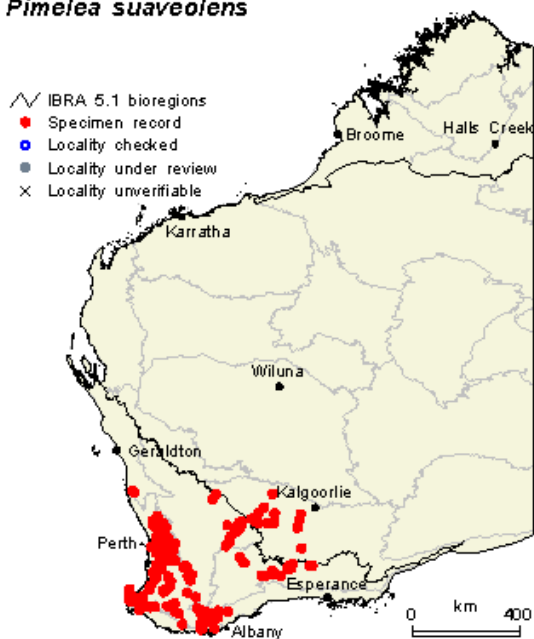 Pimelea suaveolens
IBRA 5.1 bioregions
Specimen record
Locality checked
Locality under review
Locality unverifiable
Broome
Halls Creek
Karratha
Wiluna
Geraldton
Kalgoorlie
Perth
Esperance
Albany
0 km 400